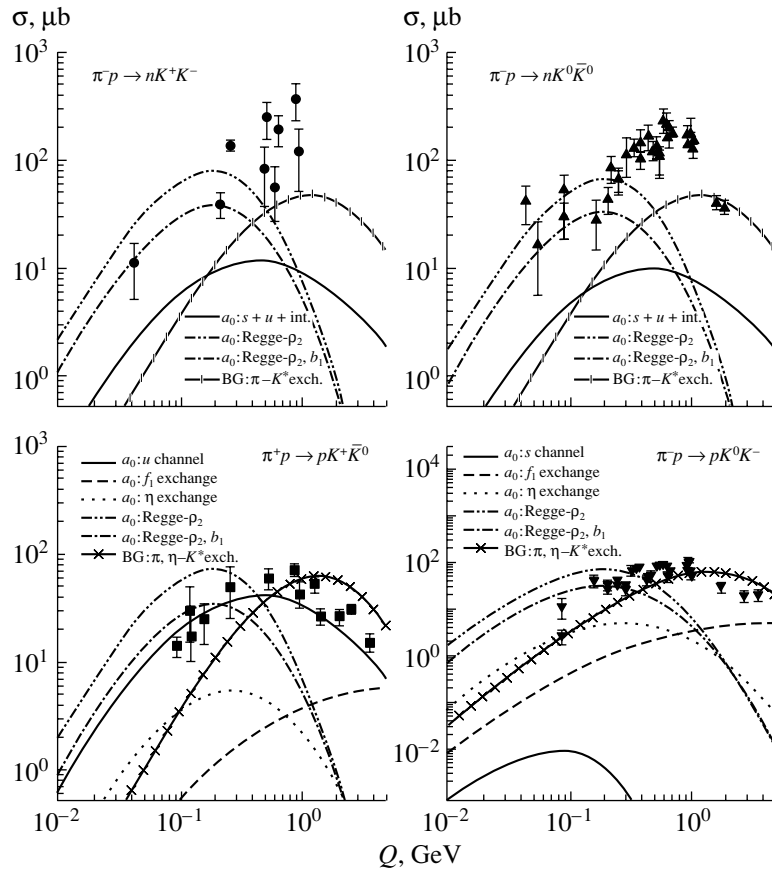 σ, μb
σ, μb
10³
10²
10¹
10⁰
π⁻p → nK⁺K⁻
a₀: s + u + int.
a₀: Regge-ρ₂
a₀: Regge-ρ₂, b₁
BG: π–K* exch.
10³
10²
10¹
10⁰
π⁻p → nK⁰K̄⁰
a₀: s + u + int.
a₀: Regge-ρ₂
a₀: Regge-ρ₂, b₁
BG: π–K* exch.
10³
10²
10¹
10⁰
a₀: u channel
a₀: f₁ exchange
a₀: η exchange
a₀: Regge-ρ₂
a₀: Regge-ρ₂, b₁
BG: π, η–K* exch.
π⁺p → pK⁺K̄⁰
10⁻² 10⁻¹ 10⁰
10⁴
10²
10⁰
10⁻²
a₀: s channel
a₀: f₁ exchange
a₀: η exchange
a₀: Regge-ρ₂
a₀: Regge-ρ₂, b₁
BG: π, η–K* exch.
π⁻p → pK⁰K⁻
10⁻² 10⁻¹ 10⁰
Q, GeV